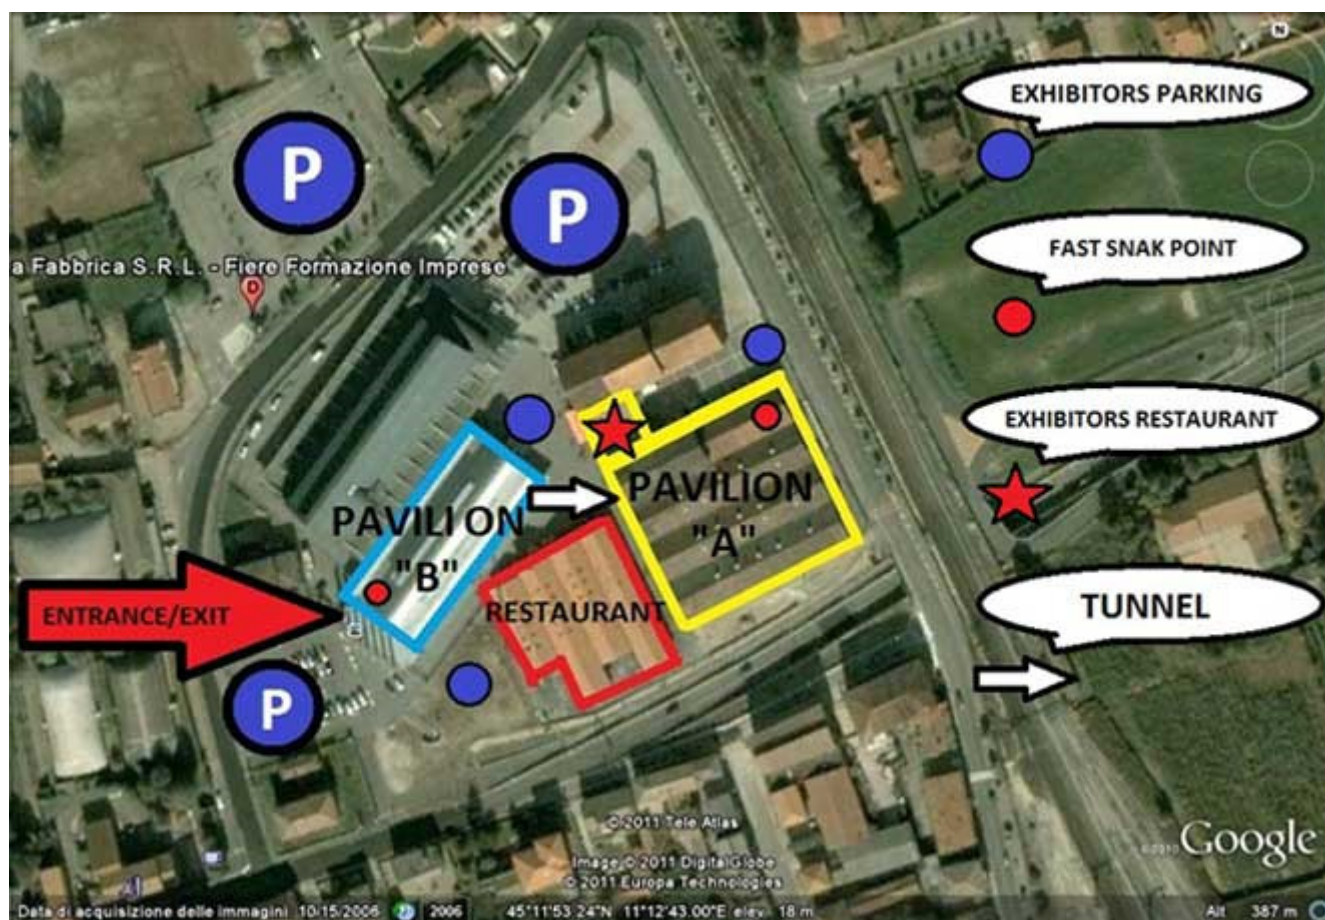 N
EXHIBITORS PARKING
P
P
FAST SNAK POINT
a Fabbrica S.R.L. - Fiere Formazione Imprese
EXHIBITORS RESTAURANT
PAVILION
"A"
PAVILION
"B"
ENTRANCE/EXIT
RESTAURANT
TUNNEL
P
© 2011 Tele Atlas
Image © 2011 DigitalGlobe
© 2011 Europa Technologies
©2010 Google
Data di acquisizione delle immagini 10/15/2006 2006 45°11'53.24"N 11°12'43.00"E elev 18 m Alt 387 m